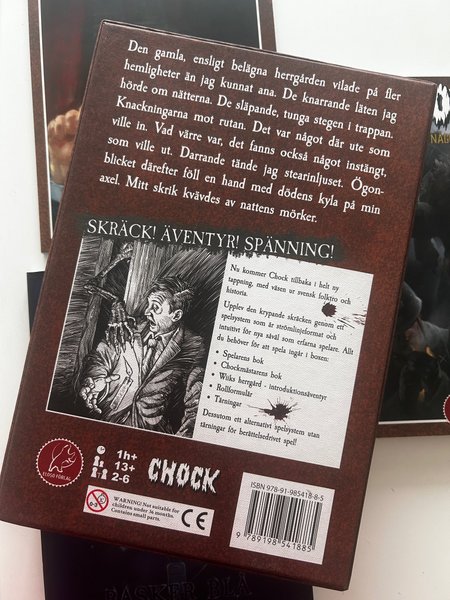 Den gamla, ensligt belägna herrgården vilade på fler
hemligheter än jag kunnat ana. De knarrande läten jag
hörde om nätterna. De släpande, tunga stegen i trappan.
Knackningarna mot rutan. Det var något där ute som
ville in. Vad värre var, det fanns också något instängt,
som ville ut. Darrande tände jag stearinljuset. Ögon-
blicket därefter föll en hand med dödens kyla på min
axel. Mitt skrik kvävdes av nattens mörker.
SKRÄCK! ÄVENTYR! SPÄNNING!
Nu kommer Chock tillbaka i helt ny
tappning, med väsen ur svensk folktro och
historia.
Upplev den krypande skräcken genom ett
spelsystem som är strömlinjeformat och
intuitivt för nya såväl som erfarna spelare. Allt
du behöver för att spela ingår i boxen:
• Spelarens bok
• Chockmästarens bok
• Wiiks herrgård - introduktionsäventyr
• Rollformulär
• Tärningar
Dessutom ett alternativt spelsystem utan
tärningar för berättelsedrivet spel!
ELOSO FÖRLAG
1h+
13+
2-6
CHOCK
0-3
WARNING! Not suitable for
children under 36 months.
Contains small parts.
CE
ISBN 978-91-985418-8-5
9 789198 541885
BASKER BLÅ